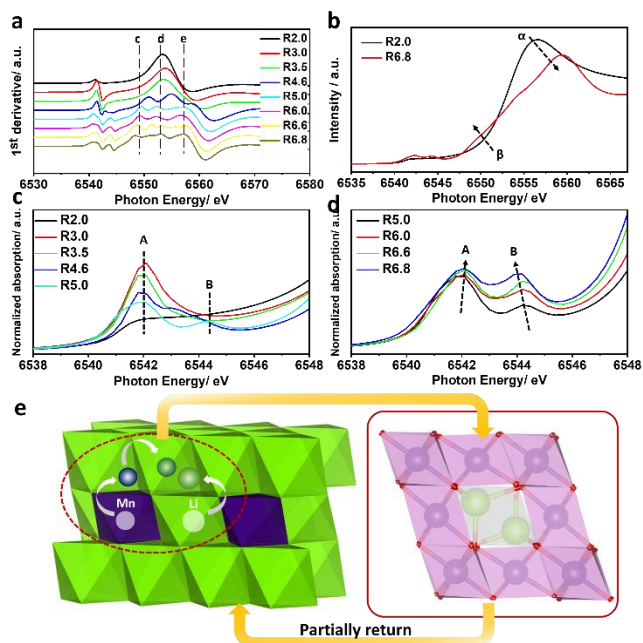 a
c d e
1st derivative/ a.u.
R2.0
R3.0
R3.5
R4.6
R5.0
R6.0
R6.6
R6.8
6530 6540 6550 6560 6570 6580
Photon Energy/ eV
b
R2.0
R6.8
α
β
Intensity/ a.u.
6535 6540 6545 6550 6555 6560 6565
Photon Energy/ eV
c
R2.0
R3.0
R3.5
R4.6
R5.0
A
B
Normalized absorption/ a.u.
6538 6540 6542 6544 6546 6548
Photon Energy/ eV
d
R5.0
R6.0
R6.6
R6.8
A
B
Normalized absorption/ a.u.
6538 6540 6542 6544 6546 6548
Photon Energy/ eV
e
Mn Li
Partially return